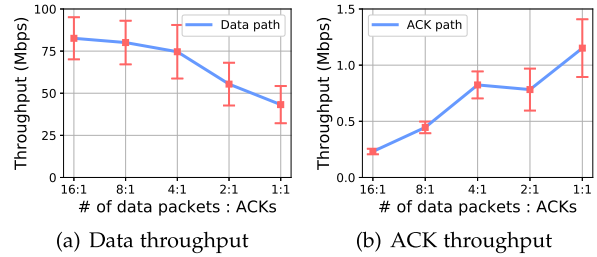 Throughput (Mbps)
100
75
50
25
0
Data path
16:1 8:1 4:1 2:1 1:1
# of data packets : ACKs
(a) Data throughput
Throughput (Mbps)
1.5
1.0
0.5
0.0
ACK path
16:1 8:1 4:1 2:1 1:1
# of data packets : ACKs
(b) ACK throughput